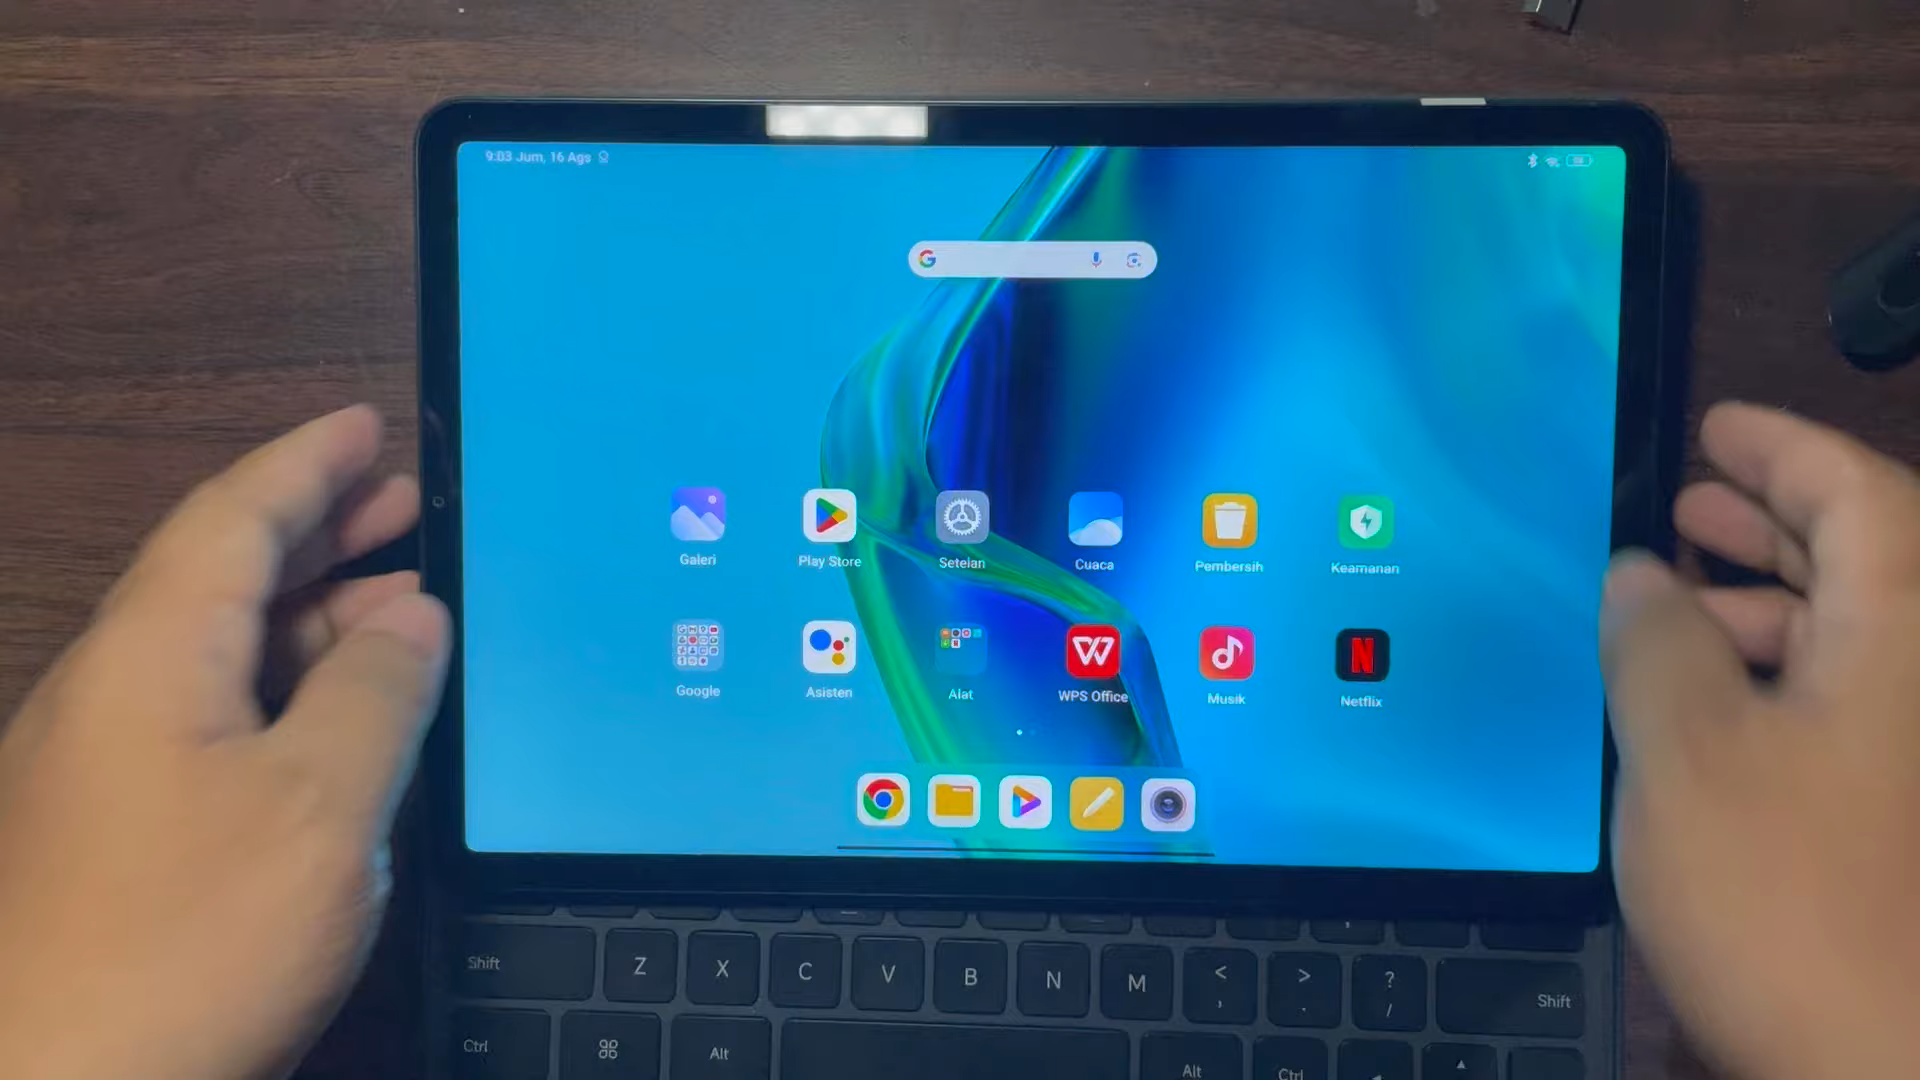 9:03 Jum, 16 Ags
Galeri
Play Store
Setelan
Cuaca
Pembersih
Keamanan
Google
Asisten
Alat
WPS Office
Musik
Netflix
Shift Z X C V B N M < , > . ? / Shift
Ctrl Alt Alt Ctrl